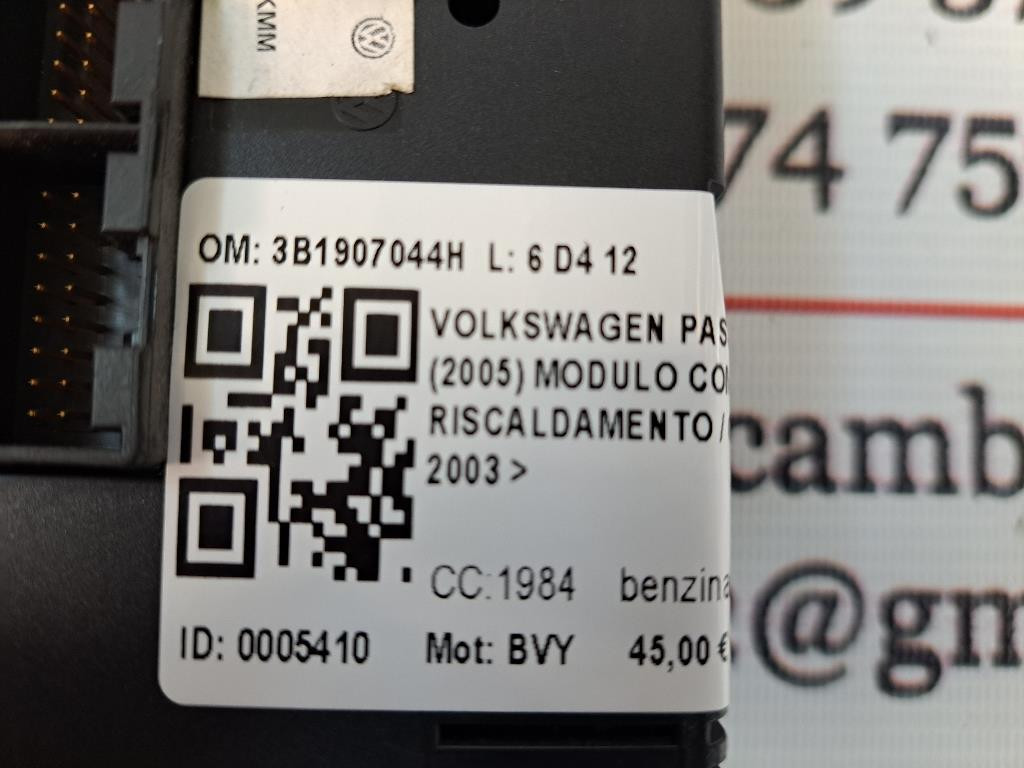 KMM
OM: 3B1907044H L: 6 D4 12
VOLKSWAGEN PAS
(2005) MODULO CO
RISCALDAMENTO /
2003 >
CC:1984 benzina
ID: 0005410 Mot: BVY 45,00 €
74 75
camb
@gm